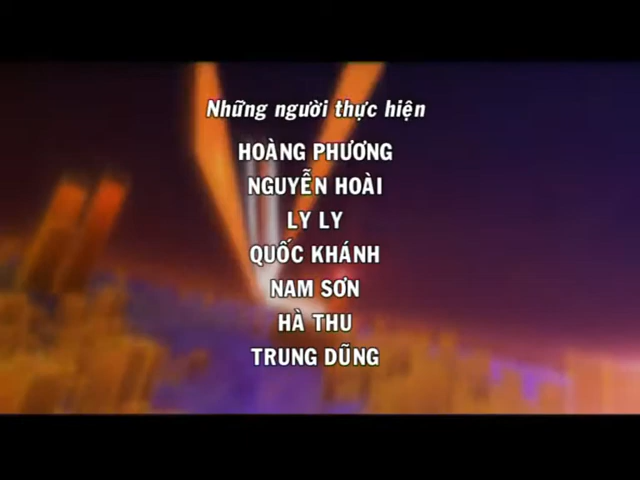 Những người thực hiện
HOÀNG PHƯƠNG
NGUYỄN HOÀI
LY LY
QUỐC KHÁNH
NAM SƠN
HÀ THU
TRUNG DŨNG